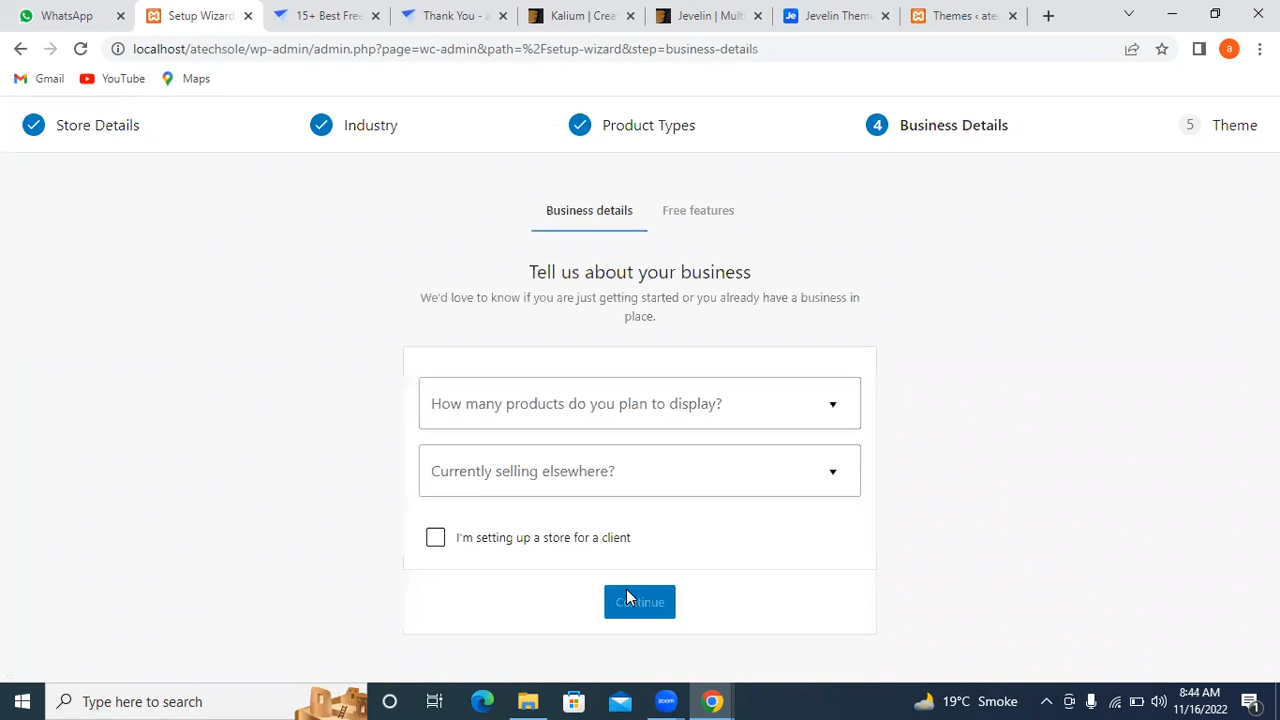 WhatsApp
Setup Wizard
15+ Best Free
Thank You
Kalium | Crea
Jevelin | Mult
Jevelin Them
Themes ‹ ate
localhost/atechsole/wp-admin/admin.php?page=wc-admin&path=%2Fsetup-wizard&step=business-details
a
Gmail
YouTube
Maps
Store Details
Industry
Product Types
4 Business Details
5 Theme
Business details
Free features
Tell us about your business
We'd love to know if you are just getting started or you already have a business in
place.
How many products do you plan to display?
Currently selling elsewhere?
I'm setting up a store for a client
Continue
Type here to search
zoom
19°C Smoke
8:44 AM
11/16/2022
1